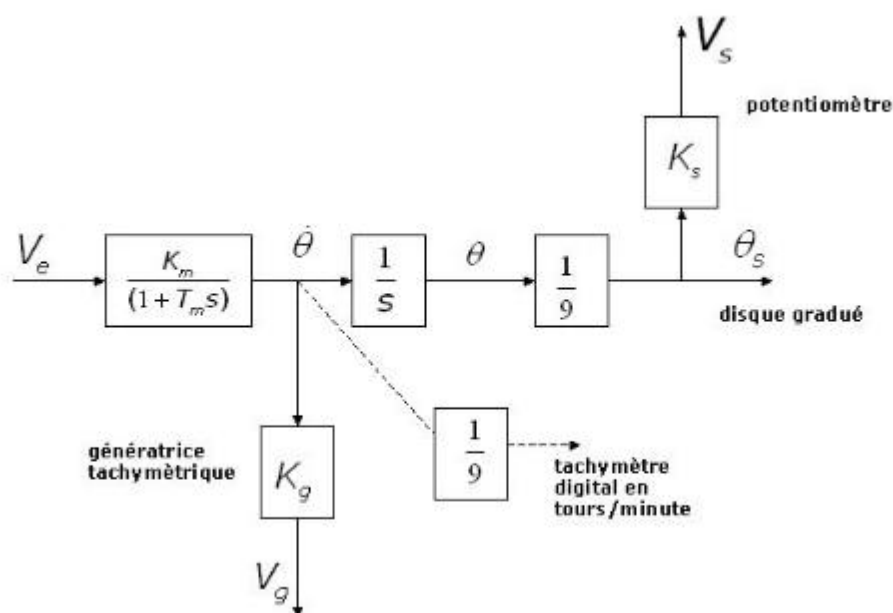 V_s
potentiomètre
K_s
V_e
K_m
(1+T_m s)
θ̇
1
s
θ
1
9
θ_s
disque gradué
génératrice
tachymètrique
K_g
1
9
tachymètre
digital en
tours/minute
V_g